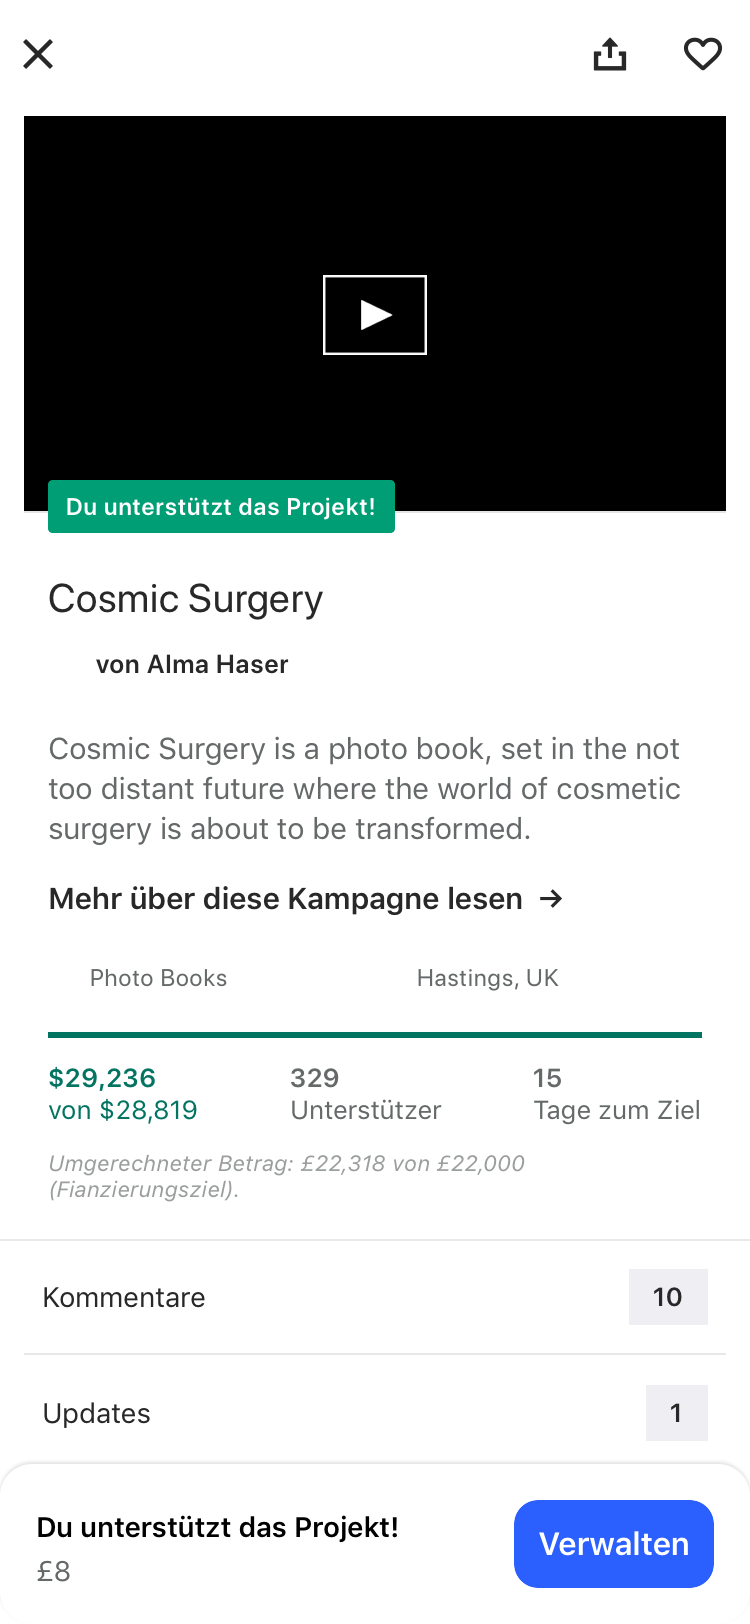 Du unterstützt das Projekt!
Cosmic Surgery
von Alma Haser
Cosmic Surgery is a photo book, set in the not
too distant future where the world of cosmetic
surgery is about to be transformed.
Mehr über diese Kampagne lesen →
Photo Books
Hastings, UK
$29,236
von $28,819
329
Unterstützer
15
Tage zum Ziel
Umgerechneter Betrag: £22,318 von £22,000
(Fianzierungsziel).
Kommentare
10
Updates
1
Du unterstützt das Projekt!
£8
Verwalten